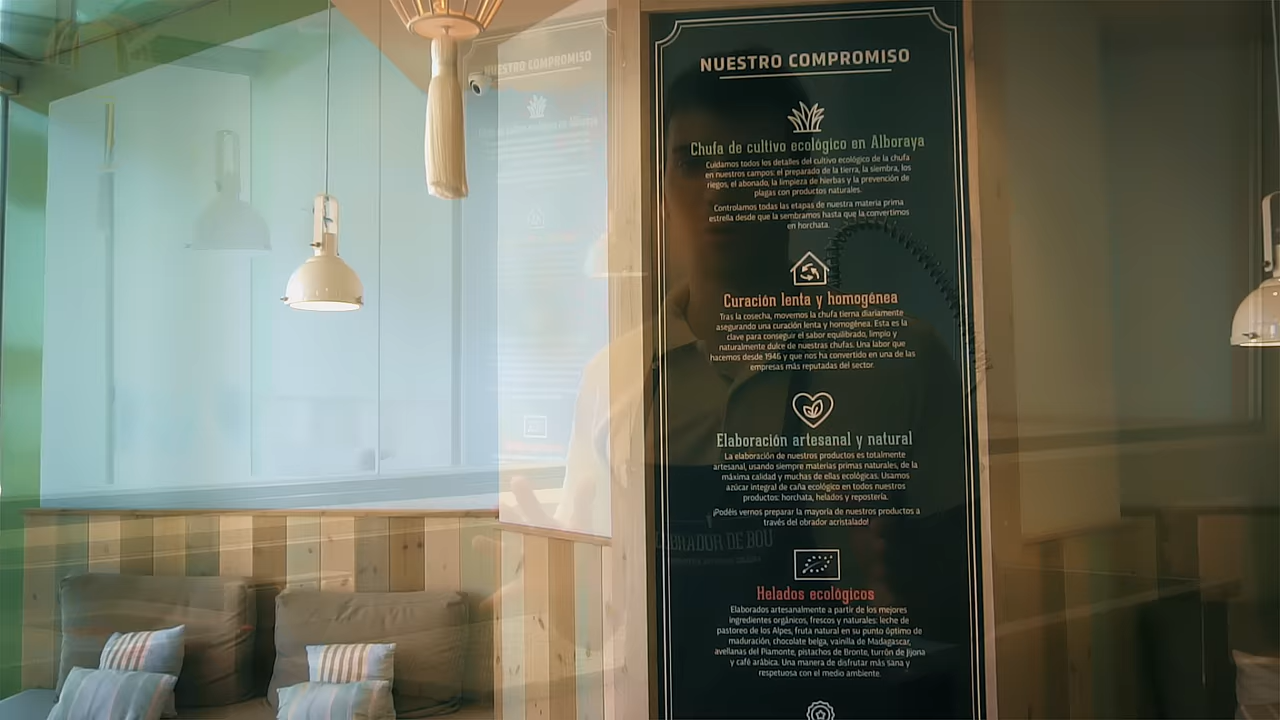 NUESTRO COMPROMISO
Chufa de cultivo ecológico en Alboraya
Cuidamos todos los detalles del cultivo ecológico de la chufa
en nuestros campos: el preparado de la tierra, la siembra, los
riegos, el abonado, la limpieza de hierbas y la prevención de
plagas con productos naturales.
Controlamos todas las etapas de nuestra materia prima
estrella desde que la sembramos hasta que la convertimos
en horchata.
Curación lenta y homogénea
Tras la cosecha, movemos la chufa tierna diariamente
asegurando una curación lenta y homogénea. Esta es la
clave para conseguir el sabor equilibrado, limpio y
naturalmente dulce de nuestras chufas. Una labor que
hacemos desde 1946 y que nos ha convertido en una de las
empresas más reputadas del sector.
Elaboración artesanal y natural
La elaboración de nuestros productos es totalmente
artesanal, usando siempre materias primas naturales, de la
máxima calidad y muchas de ellas ecológicas. Usamos
azúcar integral de caña ecológico en todos nuestros
productos: horchata, helados y repostería.
¡Podéis vernos preparar la mayoría de nuestros productos a
través del obrador acristalado!
OBRADOR DE BOU
Helados ecológicos
Elaborados artesanalmente a partir de los mejores
ingredientes orgánicos, frescos y naturales: leche de
pastoreo de los Alpes, fruta natural en su punto óptimo de
maduración, chocolate belga, vainilla de Madagascar,
avellanas del Piamonte, pistachos de Bronte, turrón de Jijona
y café arábica. Una manera de disfrutar más sana y
respetuosa con el medio ambiente.
NUESTRO COMPROMISO